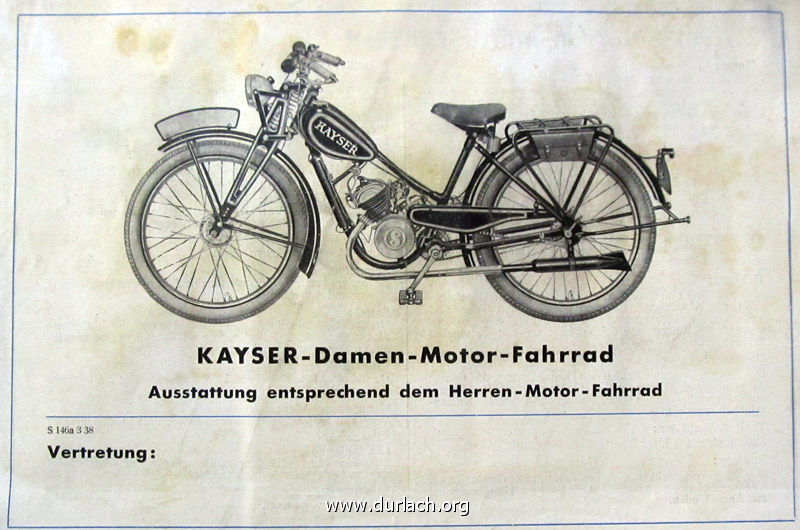 KAYSER
S
KAYSER-Damen-Motor-Fahrrad
Ausstattung entsprechend dem Herren-Motor-Fahrrad
S 146a 3 38
Vertretung:
www.durlach.org